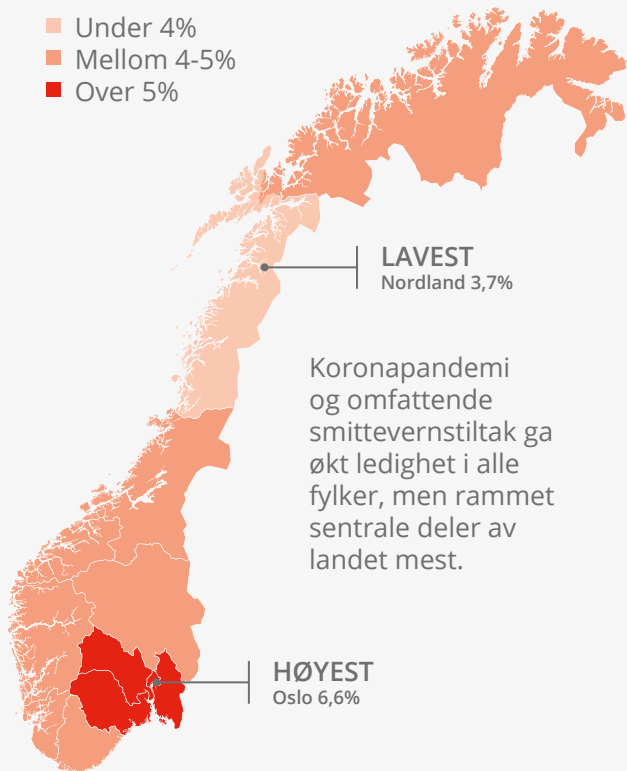 Under 4%
Mellom 4-5%
Over 5%
LAVEST
Nordland 3,7%
Koronapandemi
og omfattende
smittevernstiltak ga
økt ledighet i alle
fylker, men rammet
sentrale deler av
landet mest.
HØYEST
Oslo 6,6%